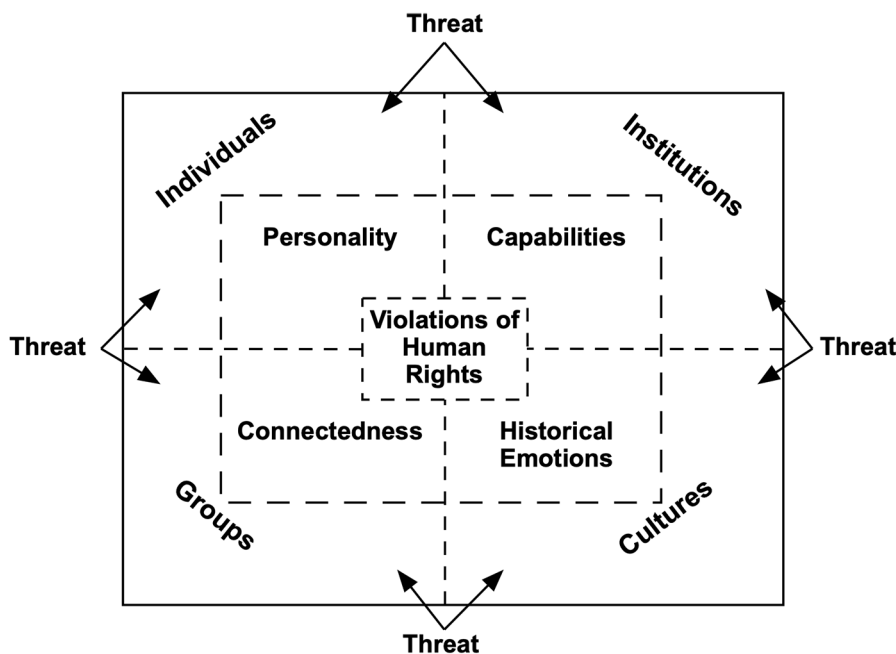 Threat
Individuals
Institutions
Personality
Capabilities
Violations of
Human
Rights
Threat
Threat
Connectedness
Historical
Emotions
Groups
Cultures
Threat